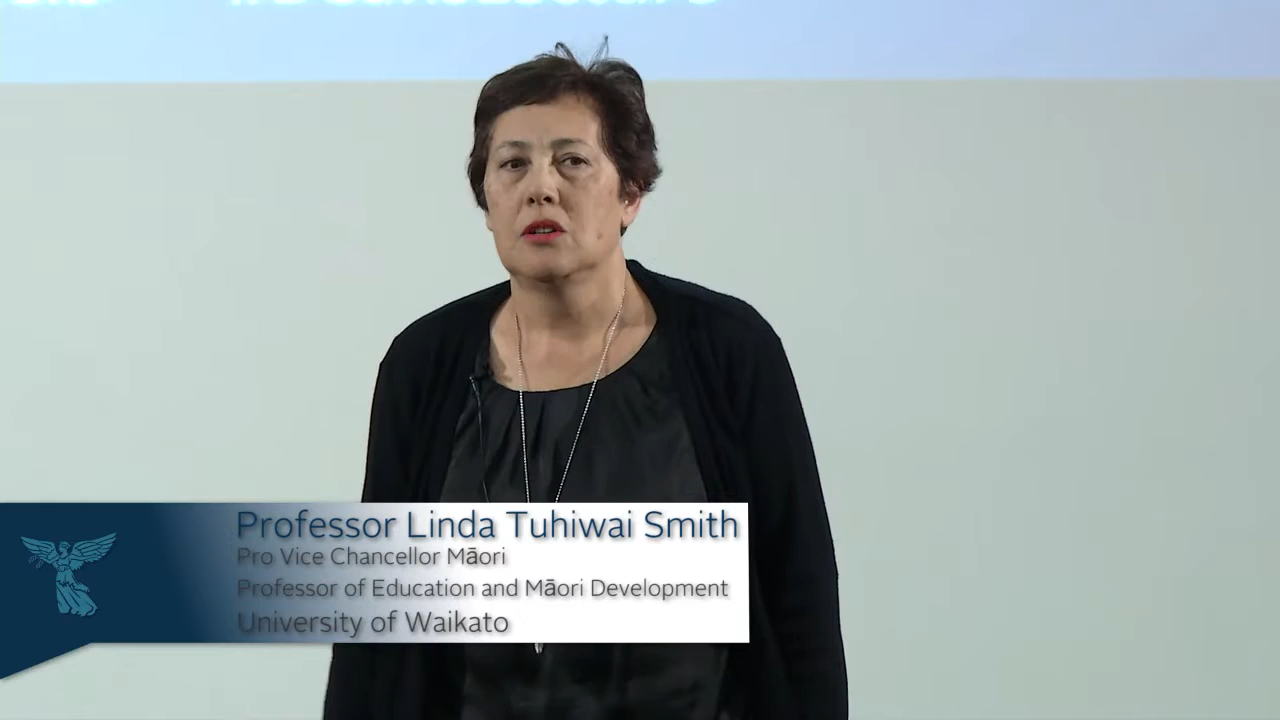 Professor Linda Tuhiwai Smith
Pro Vice Chancellor Māori
Professor of Education and Māori Development
University of Waikato